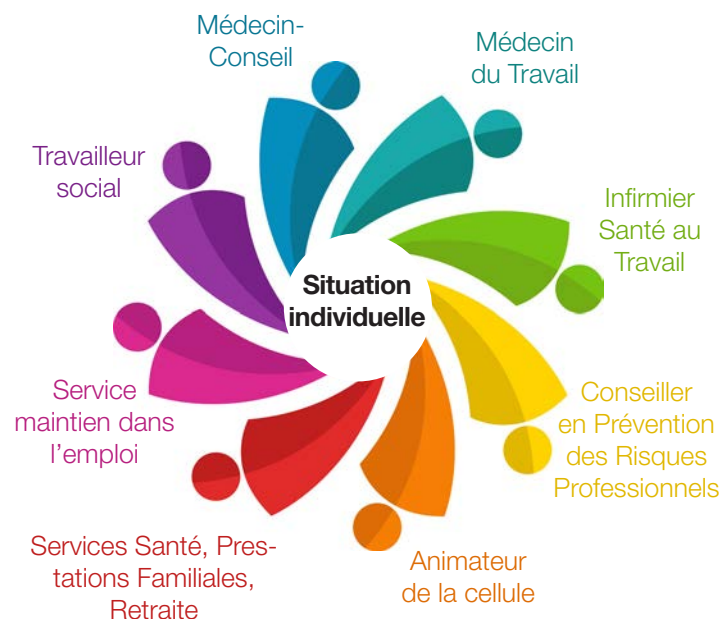 Médecin-
Conseil
Médecin
du Travail
Travailleur
social
Infirmier
Santé au
Travail
Situation
individuelle
Service
maintien dans
l'emploi
Conseiller
en Prévention
des Risques
Professionnels
Services Santé, Pres-
tations Familiales,
Retraite
Animateur
de la cellule